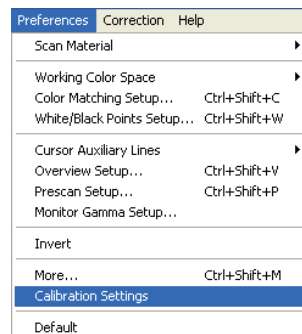 Preferences Correction Help
Scan Material
Working Color Space
Color Matching Setup... Ctrl+Shift+C
White/Black Points Setup... Ctrl+Shift+W
Cursor Auxiliary Lines
Overview Setup... Ctrl+Shift+V
Prescan Setup... Ctrl+Shift+P
Monitor Gamma Setup...
Invert
More... Ctrl+Shift+M
Calibration Settings
Default